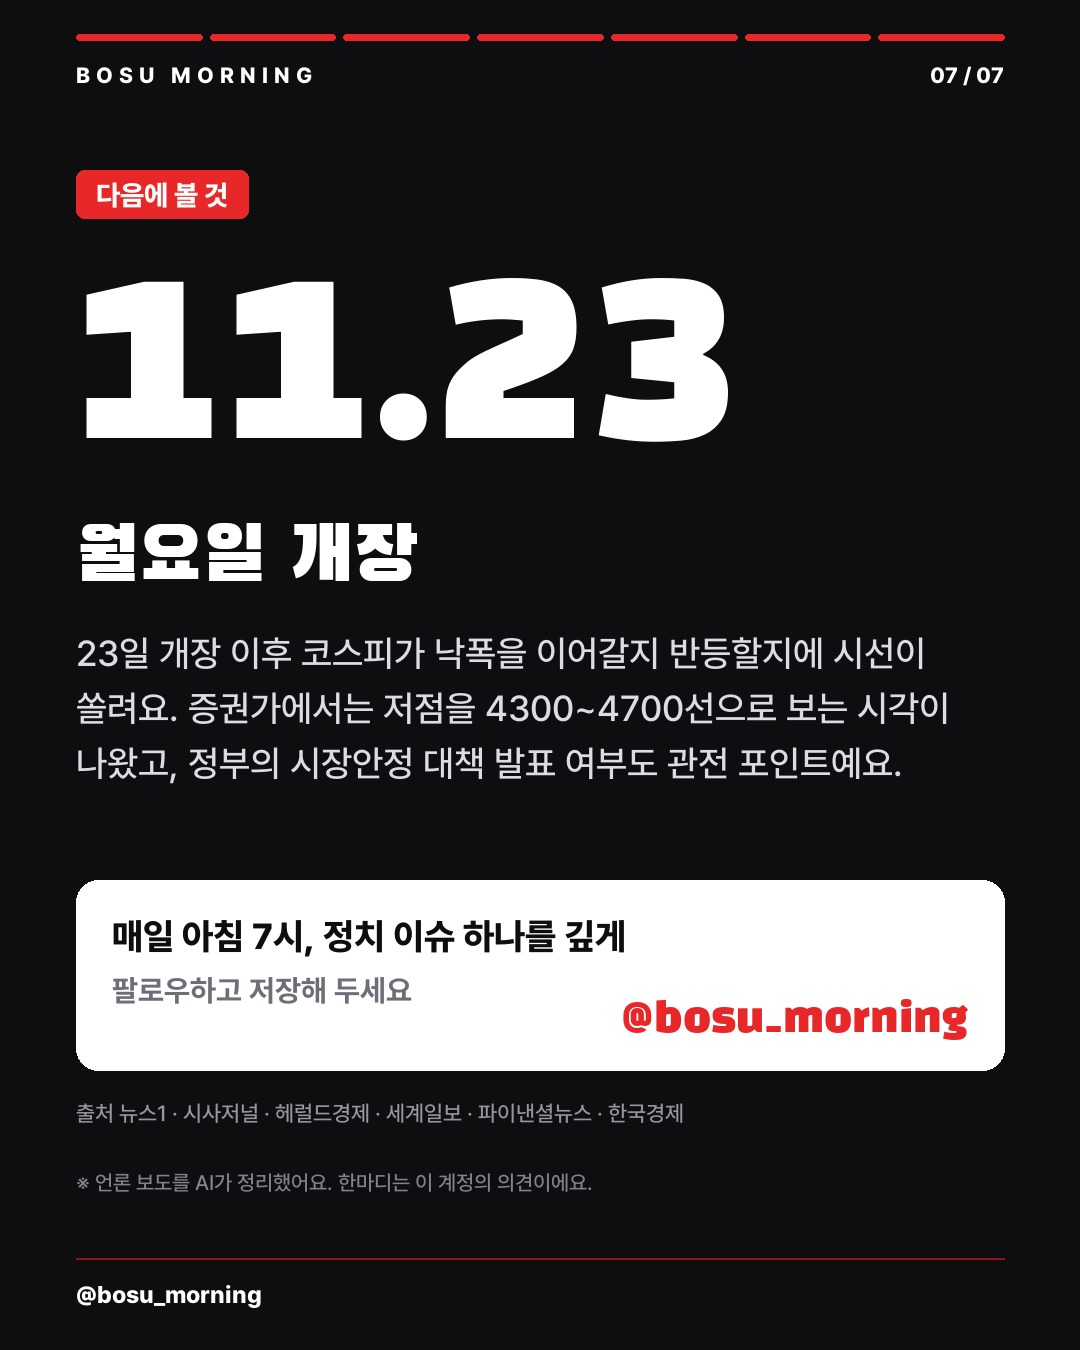 BOSU MORNING
07 / 07
다음에 볼 것
11.23
월요일 개장
23일 개장 이후 코스피가 낙폭을 이어갈지 반등할지에 시선이
쏠려요. 증권가에서는 저점을 4300~4700선으로 보는 시각이
나왔고, 정부의 시장안정 대책 발표 여부도 관전 포인트예요.
매일 아침 7시, 정치 이슈 하나를 깊게
팔로우하고 저장해 두세요
@bosu_morning
출처 뉴스1 · 시사저널 · 헤럴드경제 · 세계일보 · 파이낸셜뉴스 · 한국경제
※ 언론 보도를 AI가 정리했어요. 한마디는 이 계정의 의견이에요.
@bosu_morning